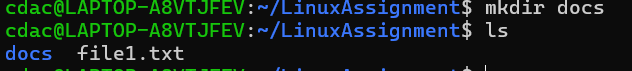 cdac@LAPTOP-A8VTJFEV:~/LinuxAssignment$ mkdir docs
cdac@LAPTOP-A8VTJFEV:~/LinuxAssignment$ ls
docs  file1.txt